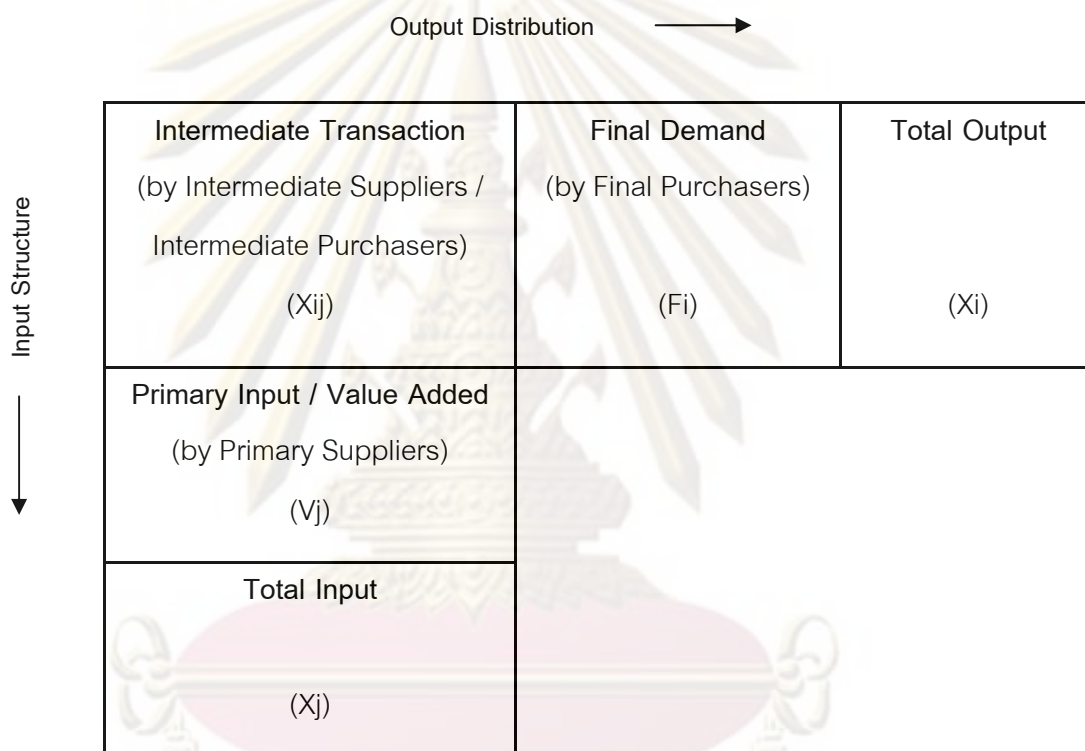 Output Distribution
Input Structure
Intermediate Transaction
(by Intermediate Suppliers /
Intermediate Purchasers)
(Xij)
Final Demand
(by Final Purchasers)
(Fi)
Total Output
(Xi)
Primary Input / Value Added
(by Primary Suppliers)
(Vj)
Total Input
(Xj)